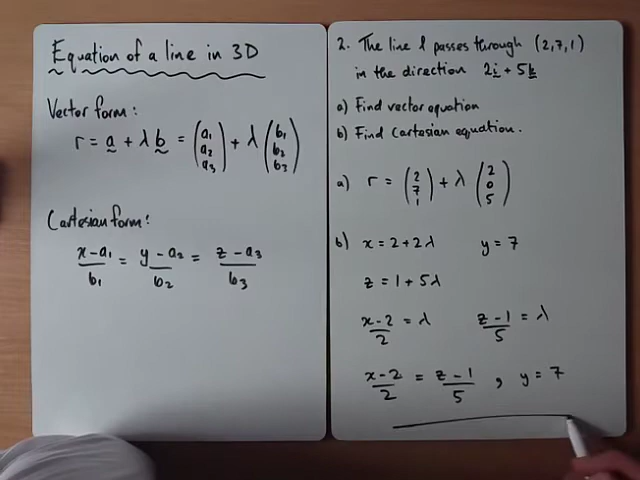 Equation of a line in 3D
Vector form:
r = a + λ b = (a₁ a₂ a₃) + λ (b₁ b₂ b₃)
Cartesian form:
x - a₁ / b₁ = y - a₂ / b₂ = z - a₃ / b₃
2. The line l passes through (2,7,1)
in the direction 2i + 5k
a) Find vector equation
b) Find Cartesian equation.
a) r = (2 7 1) + λ (2 0 5)
b) x = 2 + 2λ y = 7
z = 1 + 5λ
x - 2 / 2 = λ z - 1 / 5 = λ
x - 2 / 2 = z - 1 / 5 , y = 7